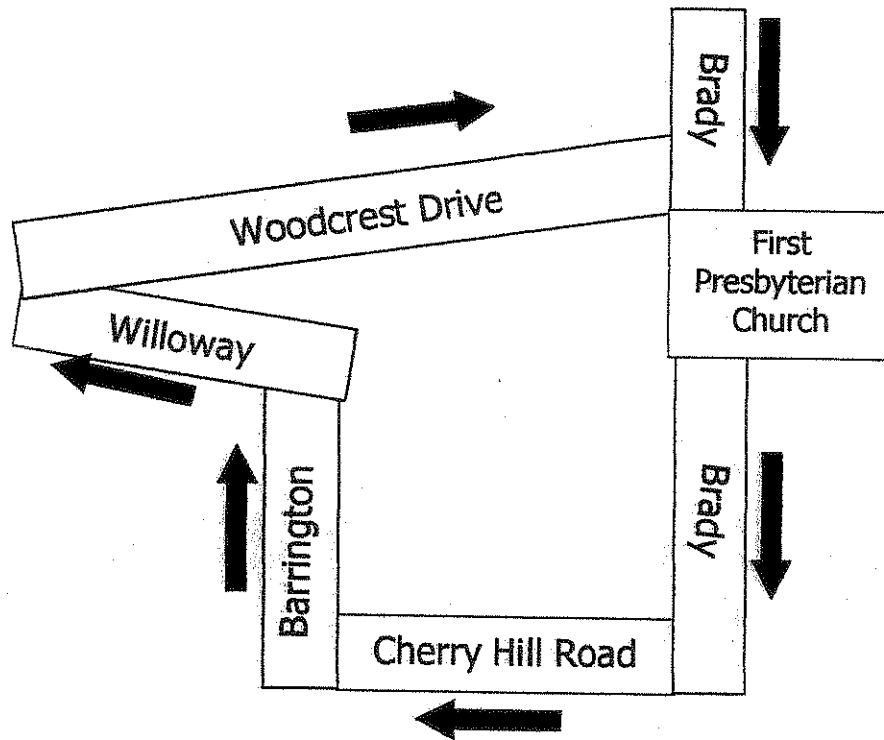 Brady
Woodcrest Drive
First
Presbyterian
Church
Willoway
Barrington
Brady
Cherry Hill Road